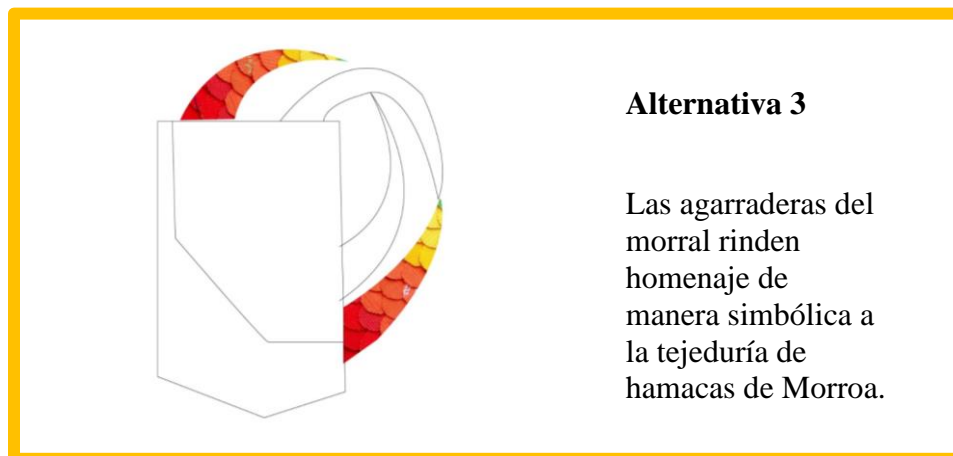 Alternativa 3
Las agarraderas del
morral rinden
homenaje de
manera simbólica a
la tejeduría de
hamacas de Morroa.